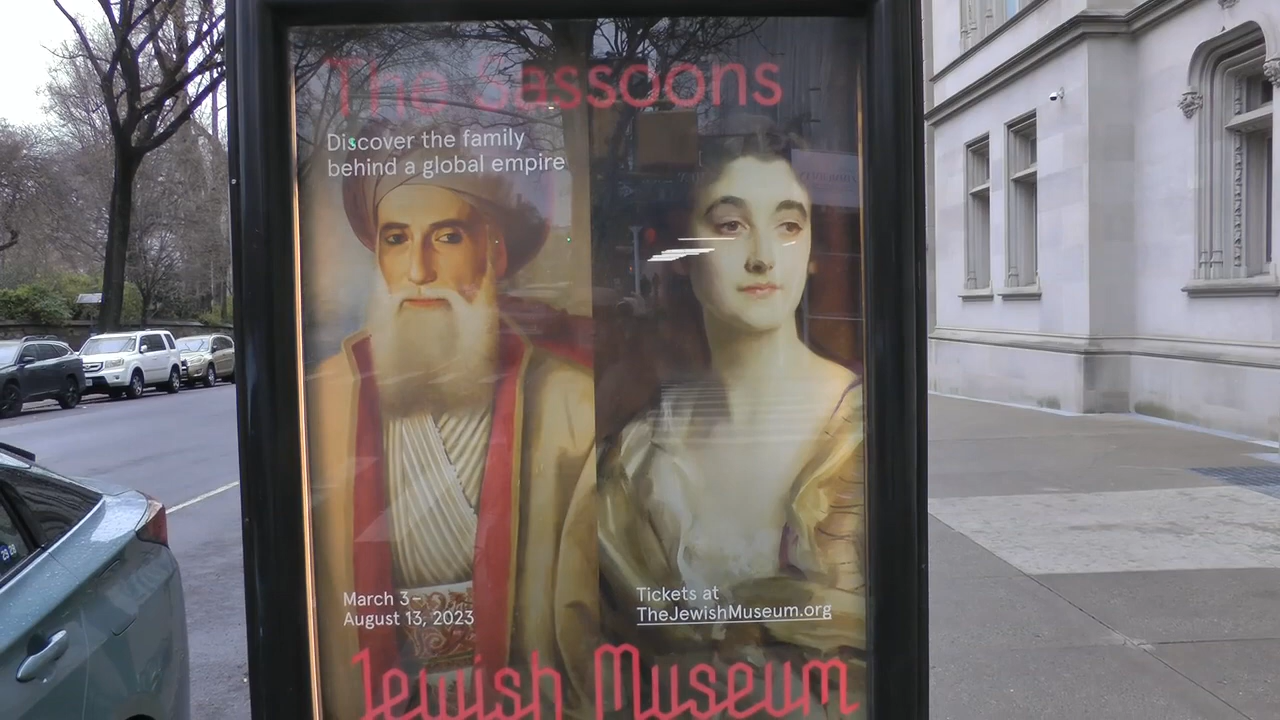 The Sassoons
Discover the family
behind a global empire
March 3–
August 13, 2023
Tickets at
TheJewishMuseum.org
Jewish Museum